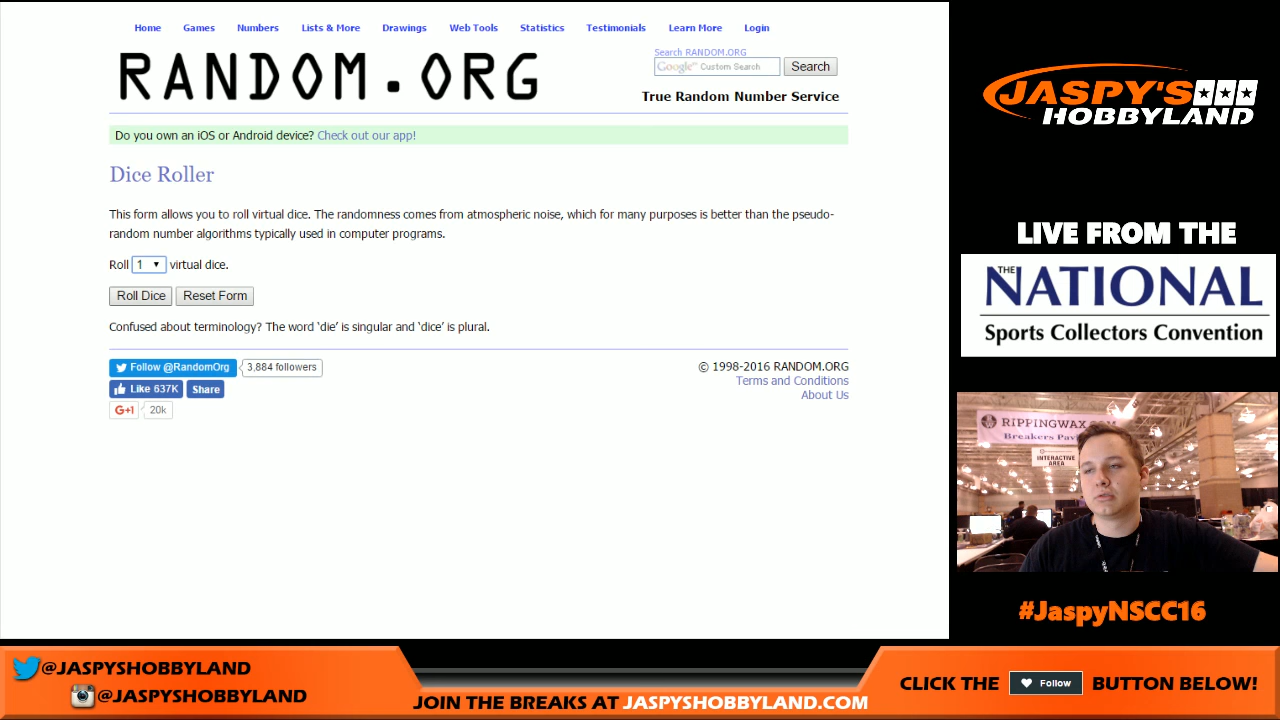 Home Games Numbers Lists & More Drawings Web Tools Statistics Testimonials Learn More Login
RANDOM.ORG
Search RANDOM.ORG
Google™ Custom Search Search
True Random Number Service
Do you own an iOS or Android device? Check out our app!
Dice Roller
This form allows you to roll virtual dice. The randomness comes from atmospheric noise, which for many purposes is better than the pseudo-
random number algorithms typically used in computer programs.
Roll 1 virtual dice.
Roll Dice Reset Form
Confused about terminology? The word ‘die’ is singular and ‘dice’ is plural.
Follow @RandomOrg 3,884 followers
Like 637K Share
G+1 20k
© 1998-2016 RANDOM.ORG
Terms and Conditions
About Us
JASPY'S
HOBBYLAND
LIVE FROM THE
THE NATIONAL
Sports Collectors Convention
RIPPINGWAX.COM
Breakers
INTERACTIVE
AREA
#JaspyNSCC16
@JASPYSHOBBYLAND
@JASPYSHOBBYLAND
JOIN THE BREAKS AT JASPYSHOBBYLAND.COM
CLICK THE Follow BUTTON BELOW!